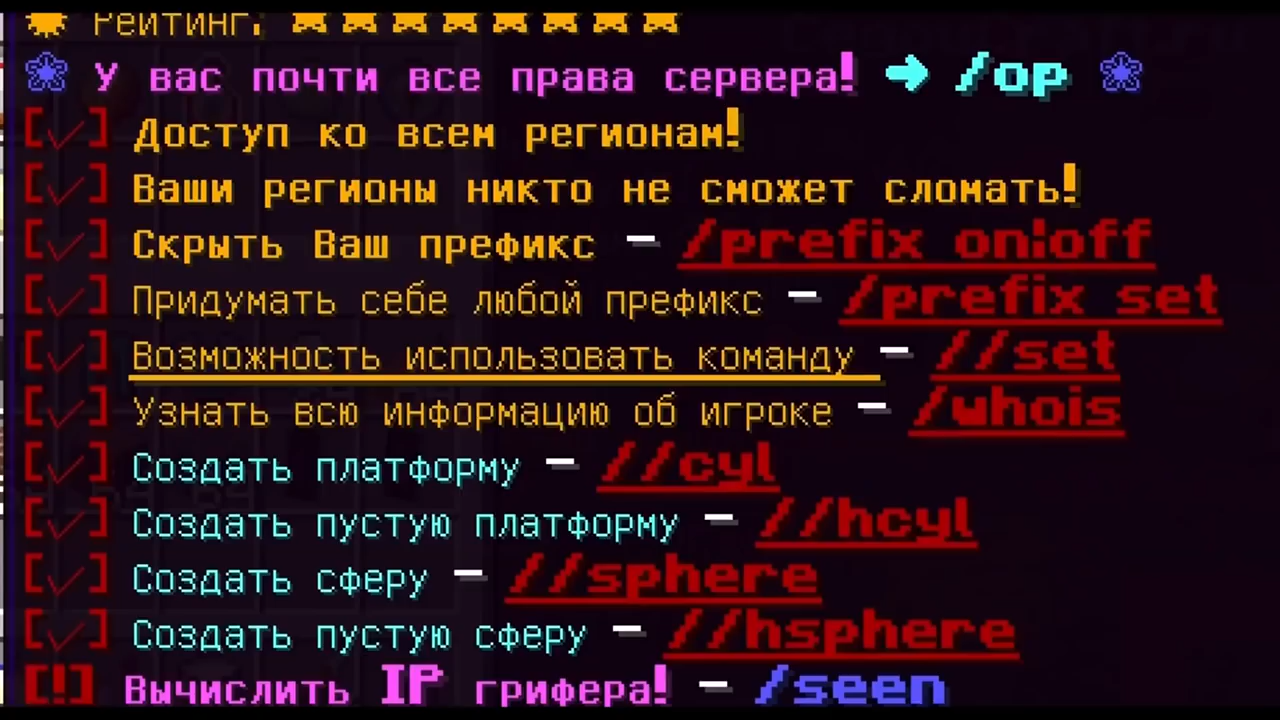 Рейтинг:
У вас почти все права сервера! ➜ /op
[✓] Доступ ко всем регионам!
[✓] Ваши регионы никто не сможет сломать!
[✓] Скрыть Ваш префикс — /prefix on¦off
[✓] Придумать себе любой префикс — /prefix set
[✓] Возможность использовать команду — //set
[✓] Узнать всю информацию об игроке — /whois
[✓] Создать платформу — //cyl
[✓] Создать пустую платформу — //hcyl
[✓] Создать сферу — //sphere
[✓] Создать пустую сферу — //hsphere
[!] Вычислить IP грифера! — /seen